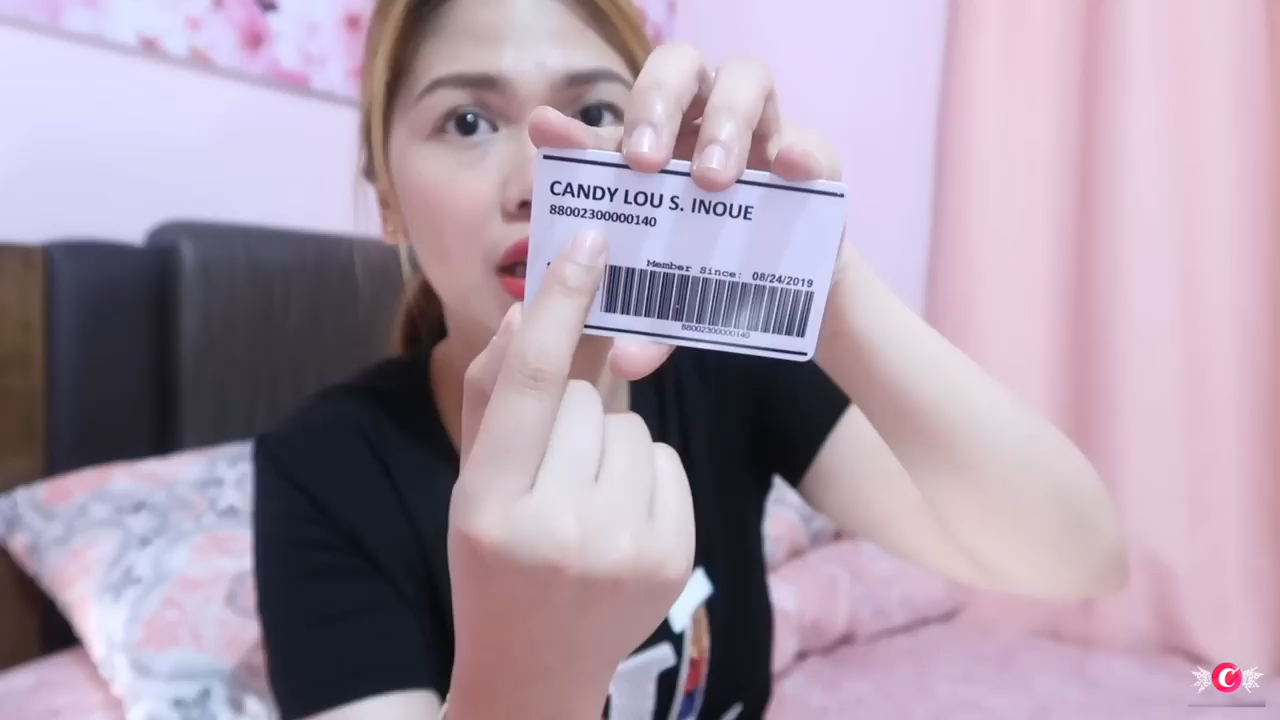 CANDY LOU S. INOUE
88002300000140
Member Since: 08/24/2019
88002300000140
C